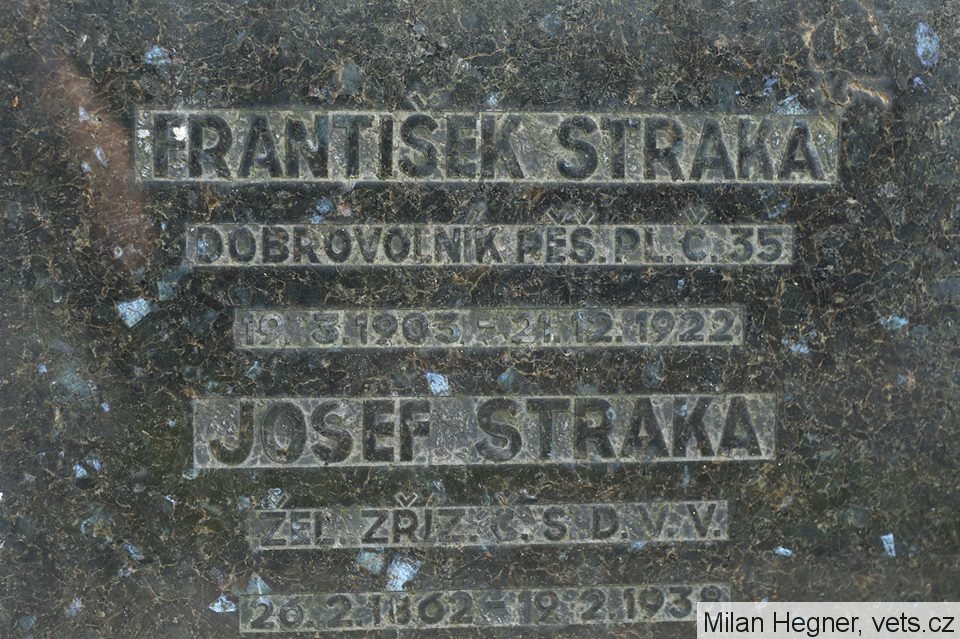 FRANTIŠEK STRAKA
DOBROVOLNÍK PĚŠ. PL. Č. 35
19. 3. 1903 - 21. 12. 1922
JOSEF STRAKA
ŽEL. ZŘÍZ. Č. S. D. V. V.
26. 2. 1862 - 19. 2. 1938
Milan Hegner, vets.cz